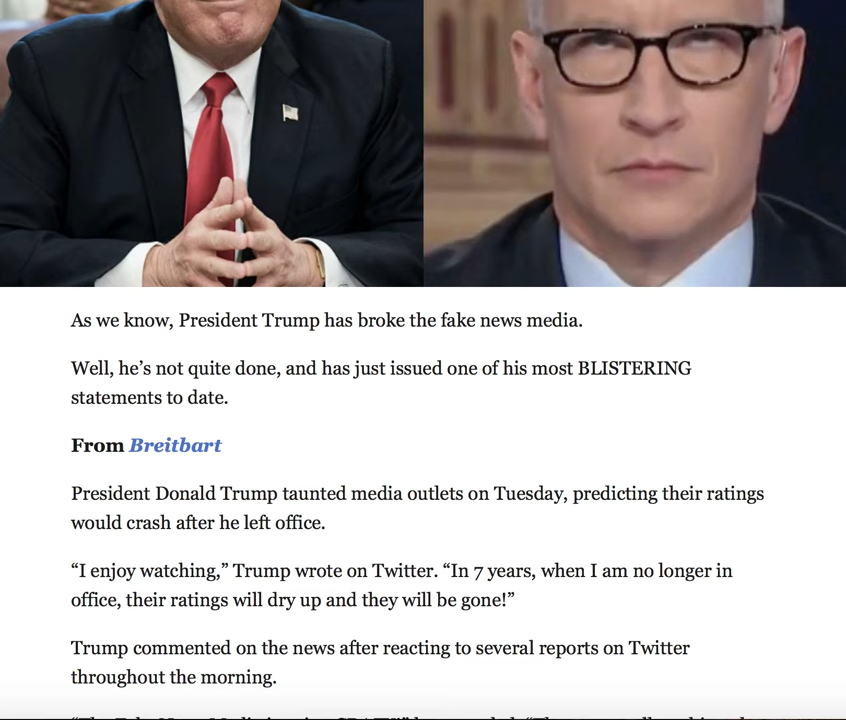 As we know, President Trump has broke the fake news media.
Well, he’s not quite done, and has just issued one of his most BLISTERING
statements to date.
From Breitbart
President Donald Trump taunted media outlets on Tuesday, predicting their ratings
would crash after he left office.
“I enjoy watching,” Trump wrote on Twitter. “In 7 years, when I am no longer in
office, their ratings will dry up and they will be gone!”
Trump commented on the news after reacting to several reports on Twitter
throughout the morning.